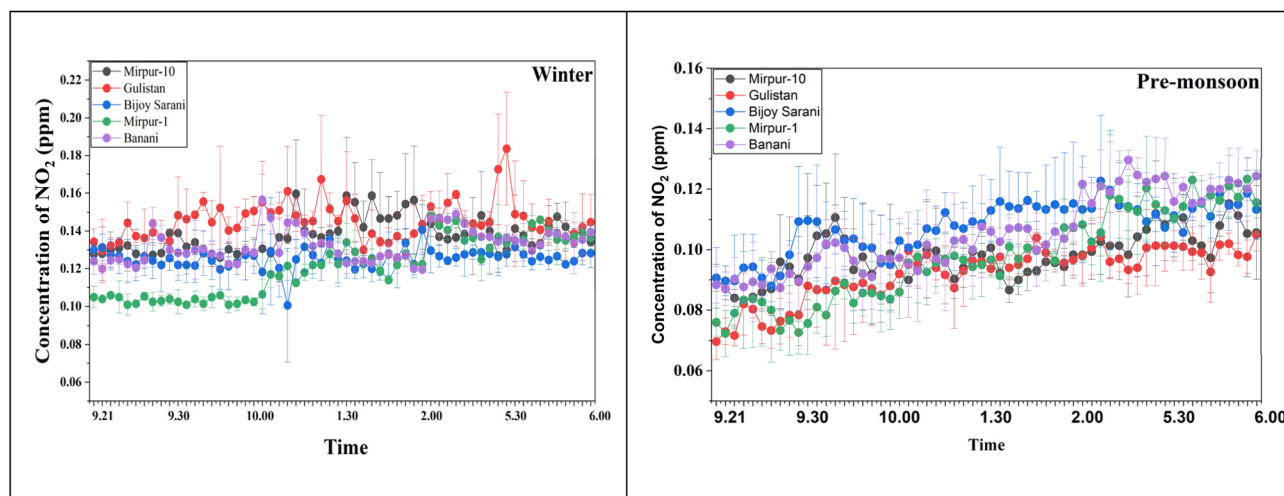 Winter
Mirpur-10
Gulistan
Bijoy Sarani
Mirpur-1
Banani
Concentration of NO₂ (ppm)
0.22
0.20
0.18
0.16
0.14
0.12
0.10
0.08
0.06
9.21 9.30 10.00 1.30 2.00 5.30 6.00
Time
Pre-monsoon
Mirpur-10
Gulistan
Bijoy Sarani
Mirpur-1
Banani
Concentration of NO₂ (ppm)
0.16
0.14
0.12
0.10
0.08
0.06
9.21 9.30 10.00 1.30 2.00 5.30 6.00
Time